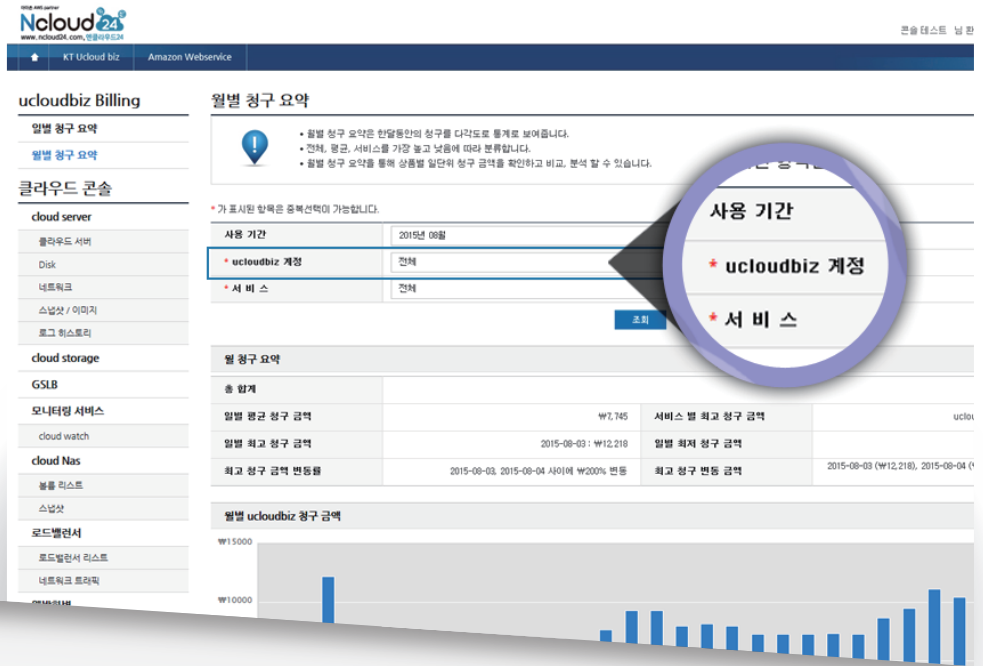 Ncloud24
www.ncloud24.com, 엔클라우드24
콘솔테스트 님 환
KT Ucloud biz Amazon Webservice
ucloudbiz Billing
일별 청구 요약
월별 청구 요약
클라우드 콘솔
cloud server
클라우드 서버
Disk
네트워크
스냅샷 / 이미지
로그 히스토리
cloud storage
GSLB
모니터링 서비스
cloud watch
cloud Nas
볼륨 리스트
스냅샷
로드밸런서
로드벌런서 리스트
네트워크 트래픽
월별 청구 요약
• 월별 청구 요약은 한달동안의 청구를 다각도로 통계로 보여줍니다.
• 전체, 평균, 서비스를 가장 높고 낮음에 따라 분류합니다.
• 월별 청구 요약을 통해 상품별 일단위 청구 금액을 확인하고 비교, 분석 할 수 있습니다.
* 가 표시된 항목은 중복선택이 가능합니다.
사용 기간 2015년 08월
* ucloudbiz 계정 전체
* 서 비 스 전체
조회
사용 기간
* ucloudbiz 계정
* 서 비 스
월 청구 요약
총 합계
일별 평균 청구 금액 ₩7,745 서비스 별 최고 청구 금액 uclou
일별 최고 청구 금액 2015-08-03 : ₩12,218 일별 최저 청구 금액
최고 청구 금액 변동률 2015-08-03, 2015-08-04 사이에 ₩200% 변동 최고 청구 변동 금액 2015-08-03 (₩12,218), 2015-08-04 (
월별 ucloudbiz 청구 금액
₩15000
₩10000